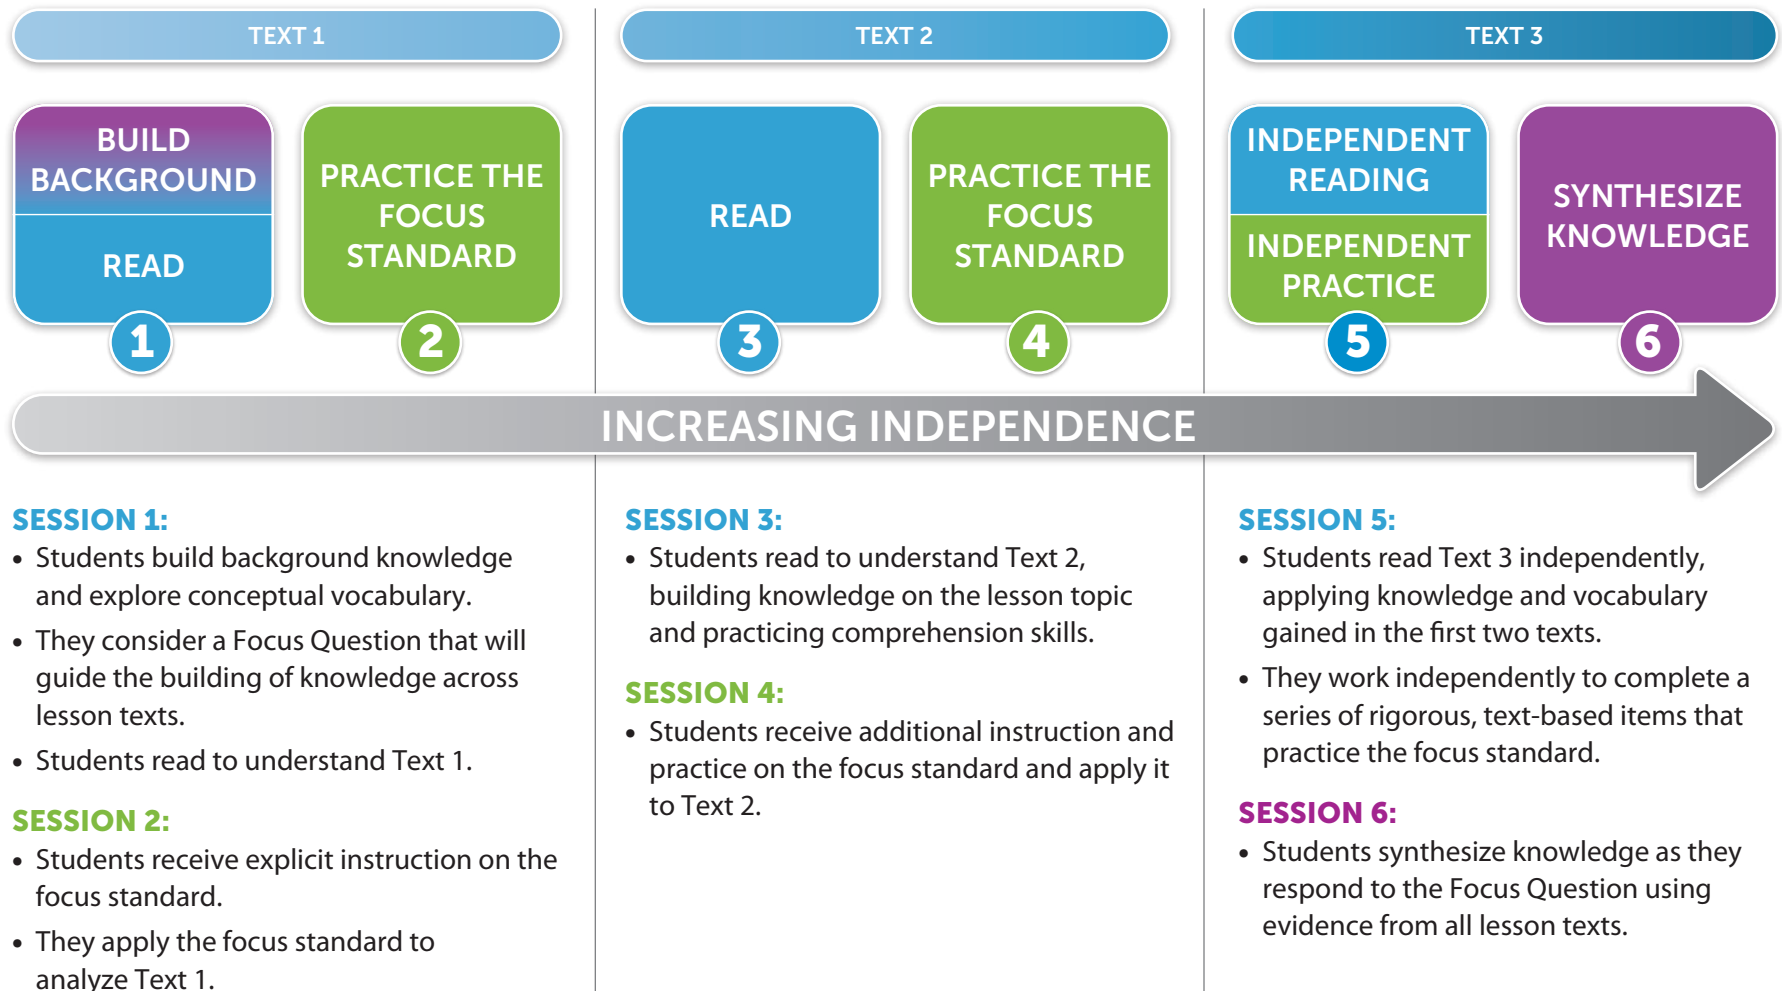 TEXT 1
TEXT 2
TEXT 3
BUILD
BACKGROUND
READ
1
PRACTICE THE
FOCUS
STANDARD
2
READ
3
PRACTICE THE
FOCUS
STANDARD
4
INDEPENDENT
READING
INDEPENDENT
PRACTICE
5
SYNTHESIZE
KNOWLEDGE
6
INCREASING INDEPENDENCE
SESSION 1:
• Students build background knowledge
and explore conceptual vocabulary.
• They consider a Focus Question that will
guide the building of knowledge across
lesson texts.
• Students read to understand Text 1.
SESSION 2:
• Students receive explicit instruction on the
focus standard.
• They apply the focus standard to
analyze Text 1.
SESSION 3:
• Students read to understand Text 2,
building knowledge on the lesson topic
and practicing comprehension skills.
SESSION 4:
• Students receive additional instruction and
practice on the focus standard and apply it
to Text 2.
SESSION 5:
• Students read Text 3 independently,
applying knowledge and vocabulary
gained in the first two texts.
• They work independently to complete a
series of rigorous, text-based items that
practice the focus standard.
SESSION 6:
• Students synthesize knowledge as they
respond to the Focus Question using
evidence from all lesson texts.